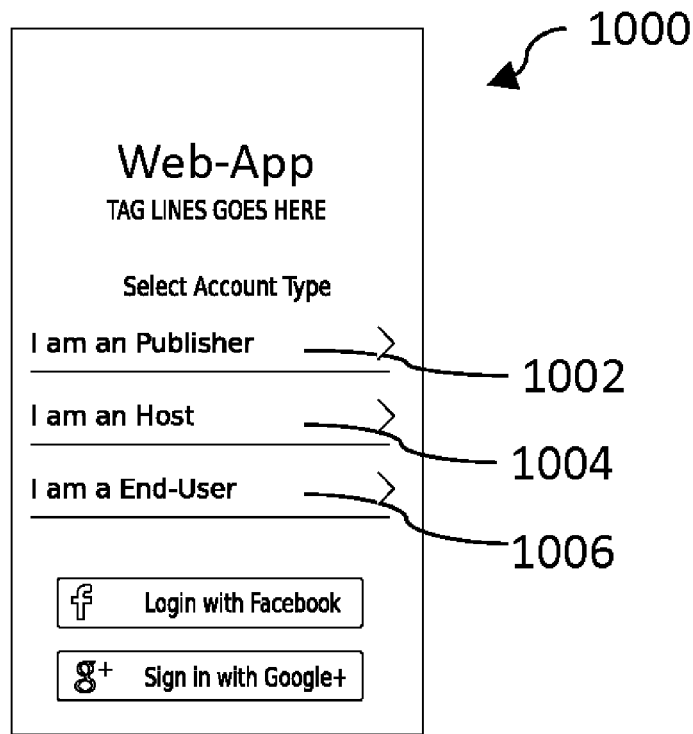 1000
Web-App
TAG LINES GOES HERE
Select Account Type
I am an Publisher
1002
I am an Host
1004
I am a End-User
1006
f Login with Facebook
g+ Sign in with Google+